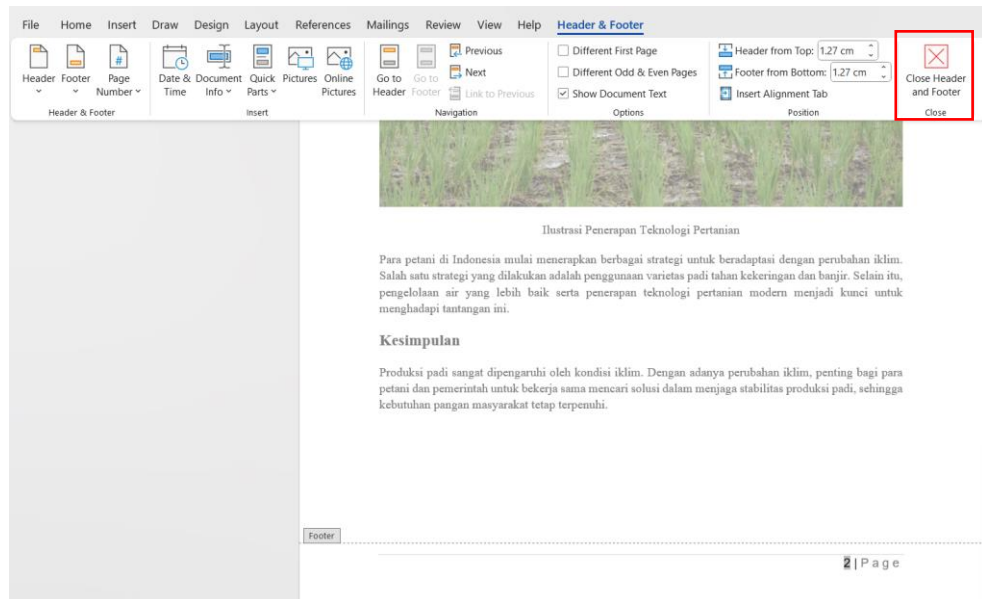 File Home Insert Draw Design Layout References Mailings Review View Help Header & Footer
Header Footer Page Number
Date & Time Document Info Quick Parts Pictures Online Pictures
Go to Header Go to Footer Previous Next Link to Previous
Different First Page
Different Odd & Even Pages
Show Document Text
Header from Top: 1.27 cm
Footer from Bottom: 1.27 cm
Insert Alignment Tab
Close Header and Footer
Header & Footer Insert Navigation Options Position Close
Ilustrasi Penerapan Teknologi Pertanian
Para petani di Indonesia mulai menerapkan berbagai strategi untuk beradaptasi dengan perubahan iklim.
Salah satu strategi yang dilakukan adalah penggunaan varietas padi tahan kekeringan dan banjir. Selain itu,
pengelolaan air yang lebih baik serta penerapan teknologi pertanian modern menjadi kunci untuk
menghadapi tantangan ini.
Kesimpulan
Produksi padi sangat dipengaruhi oleh kondisi iklim. Dengan adanya perubahan iklim, penting bagi para
petani dan pemerintah untuk bekerja sama mencari solusi dalam menjaga stabilitas produksi padi, sehingga
kebutuhan pangan masyarakat tetap terpenuhi.
Footer
2 | P a g e